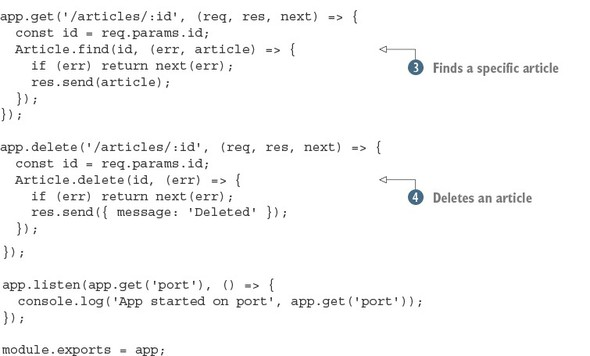 app.get('/articles/:id', (req, res, next) => {
  const id = req.params.id;
  Article.find(id, (err, article) => {
    if (err) return next(err);
3 Finds a specific article
    res.send(article);
  });
});
app.delete('/articles/:id', (req, res, next) => {
  const id = req.params.id;
  Article.delete(id, (err) => {
    if (err) return next(err);
4 Deletes an article
    res.send({ message: 'Deleted' });
  });
});
app.listen(app.get('port'), () => {
  console.log('App started on port', app.get('port'));
});
module.exports = app;